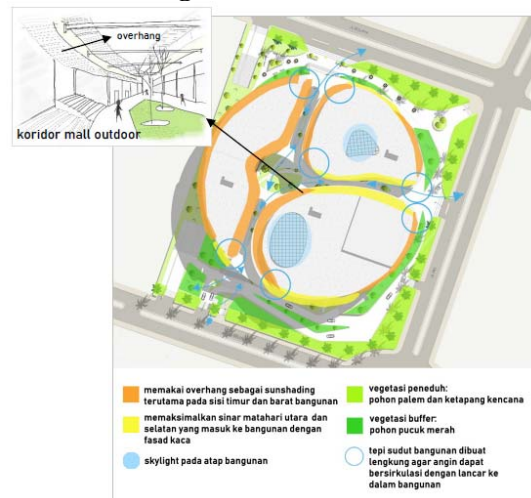 overhang
koridor mall outdoor
memakai overhang sebagai sunshading
terutama pada sisi timur dan barat bangunan
memaksimalkan sinar matahari utara dan
selatan yang masuk ke bangunan dengan
fasad kaca
skylight pada atap bangunan
vegetasi peneduh:
pohon palem dan ketapang kencana
vegetasi buffer:
pohon pucuk merah
tepi sudut bangunan dibuat
lengkung agar angin dapat
bersirkulasi dengan lancar ke
dalam bangunan